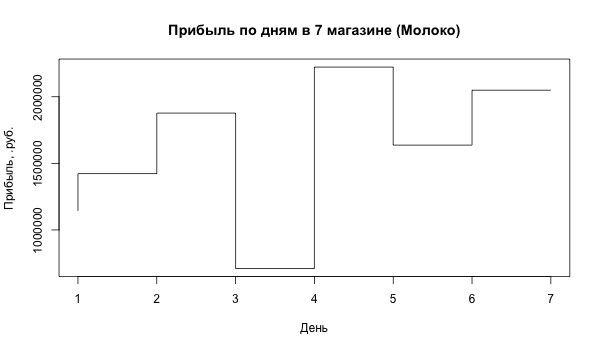 Прибыль по дням в 7 магазине (Молоко)
Прибыль, .руб.
2000000
1500000
1000000
1 2 3 4 5 6 7
День